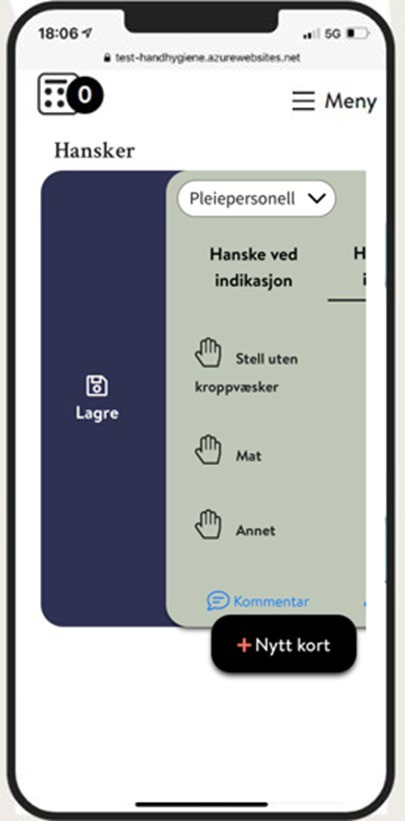 18:06
5G
test-handhygiene.azurewebsites.net
0
Meny
Hansker
Pleiepersonell
Hanske ved
indikasjon
H
i
Lagre
Stell uten
kroppvæsker
Mat
Annet
Kommentar
+Nytt kort